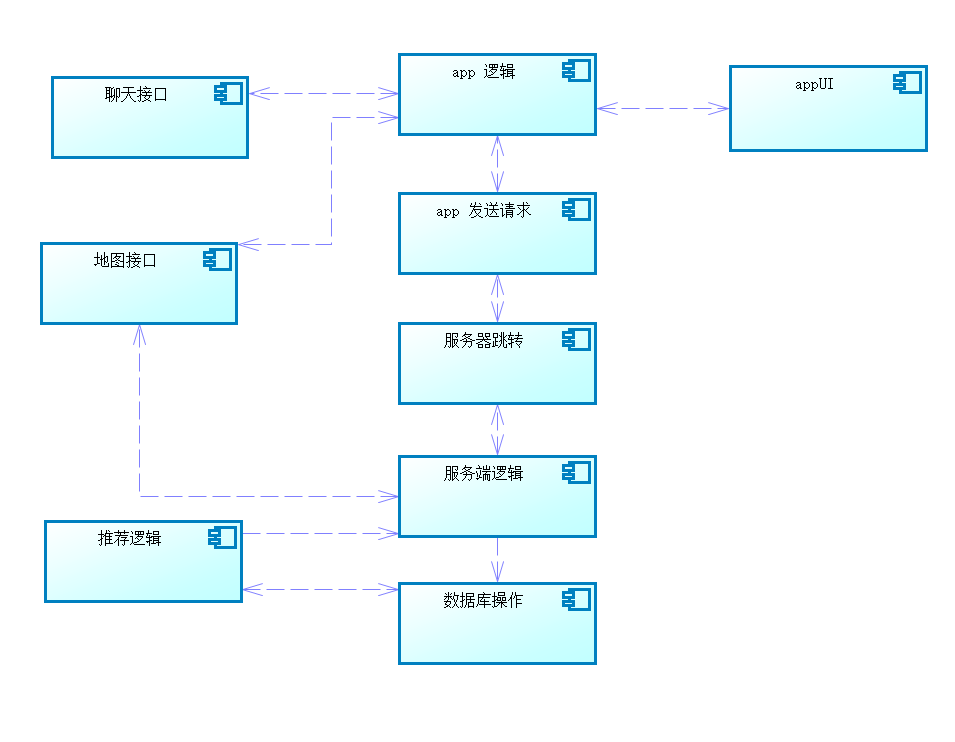 app 逻辑
appUI
聊天接口
app 发送请求
地图接口
服务器跳转
服务端逻辑
推荐逻辑
数据库操作